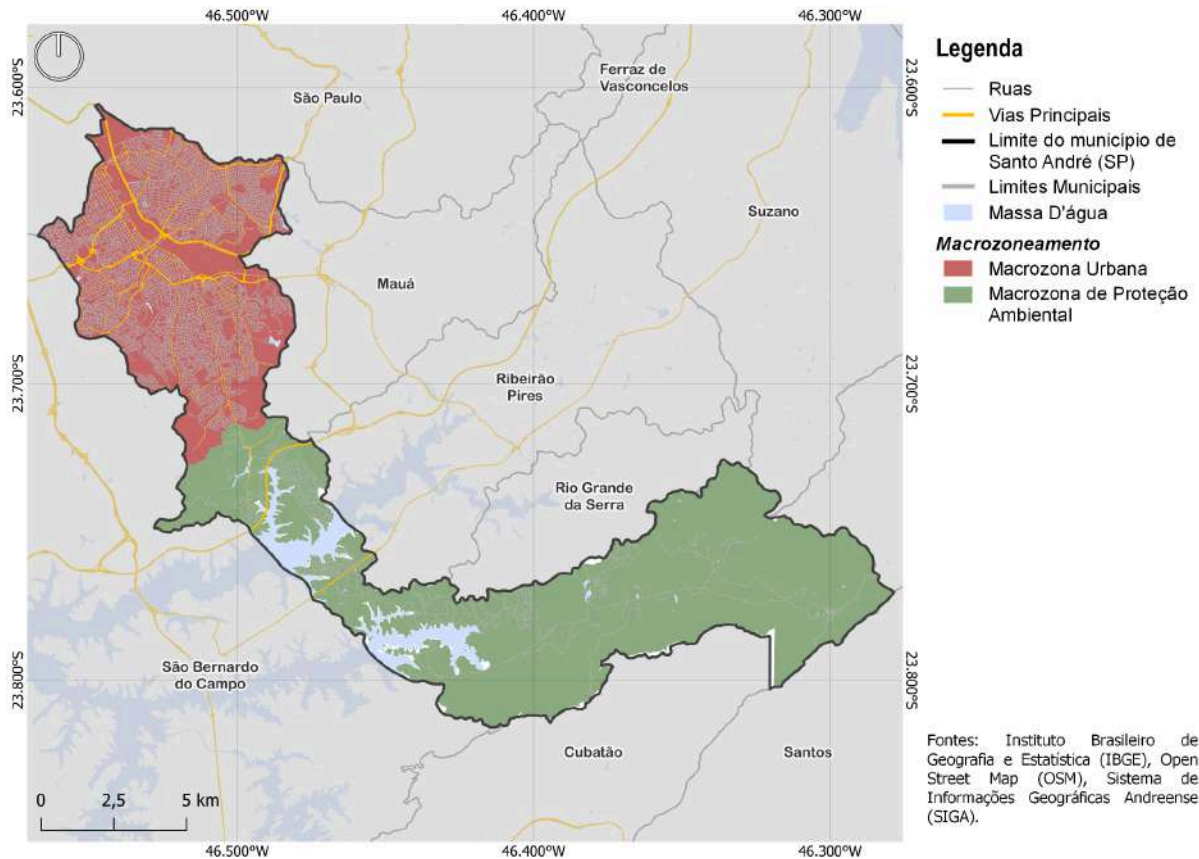 46.500°W
46.400°W
46.300°W
23.600°S
23.600°S
Ferraz de
Vasconcelos
São Paulo
Suzano
Mauá
23.700°S
23.700°S
Ribeirão
Pires
Rio Grande
da Serra
São Bernardo
do Campo
23.800°S
23.800°S
Cubatão
Santos
0 2,5 5 km
46.500°W
46.400°W
46.300°W
Legenda
Ruas
Vias Principais
Limite do município de
Santo André (SP)
Limites Municipais
Massa D'água
Macrozoneamento
Macrozona Urbana
Macrozona de Proteção
Ambiental
Fontes: Instituto Brasileiro de
Geografia e Estatística (IBGE), Open
Street Map (OSM), Sistema de
Informações Geográficas Andreense
(SIGA).